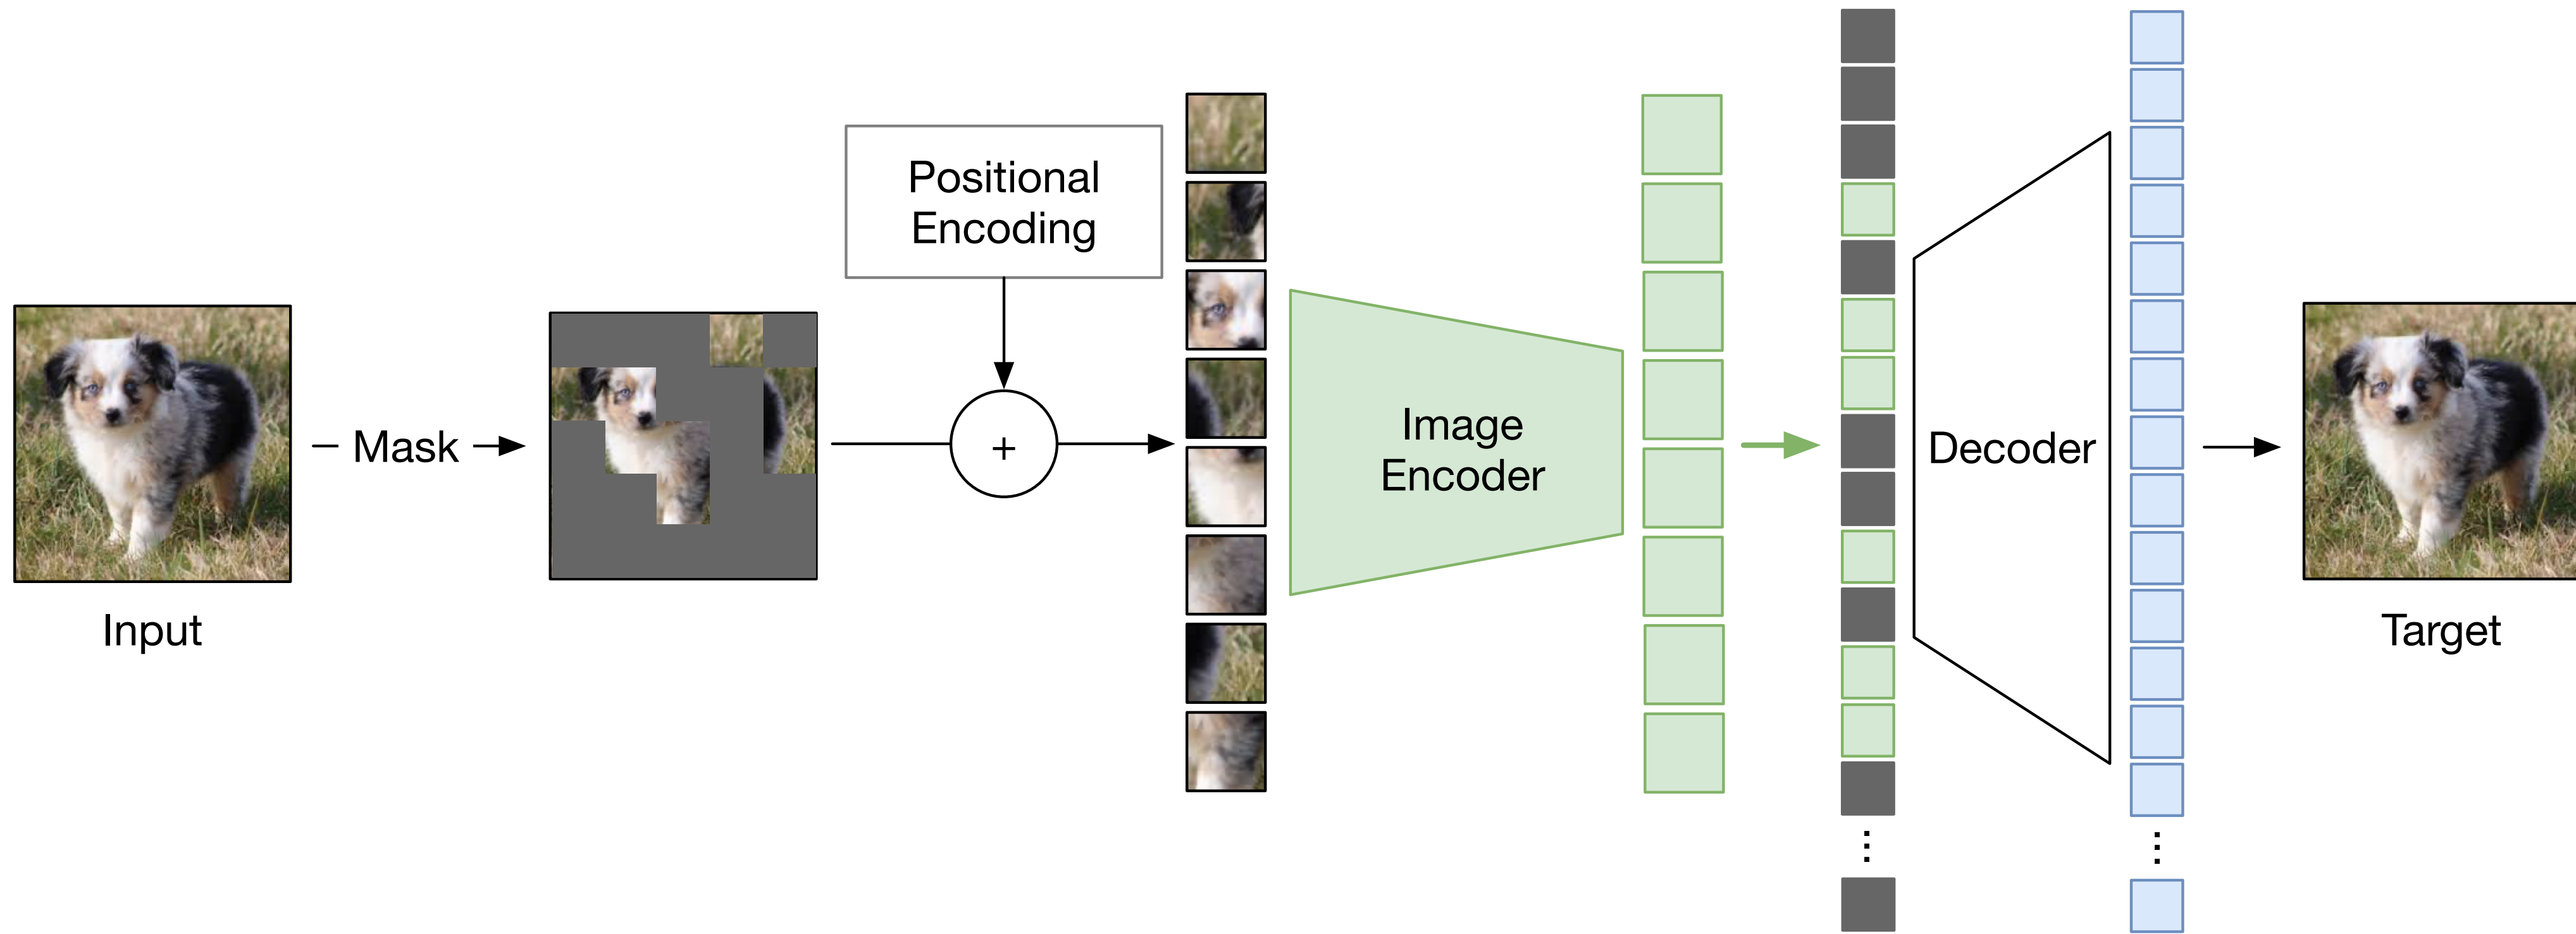 Input
Mask
Positional
Encoding
+
Image
Encoder
Decoder
Target